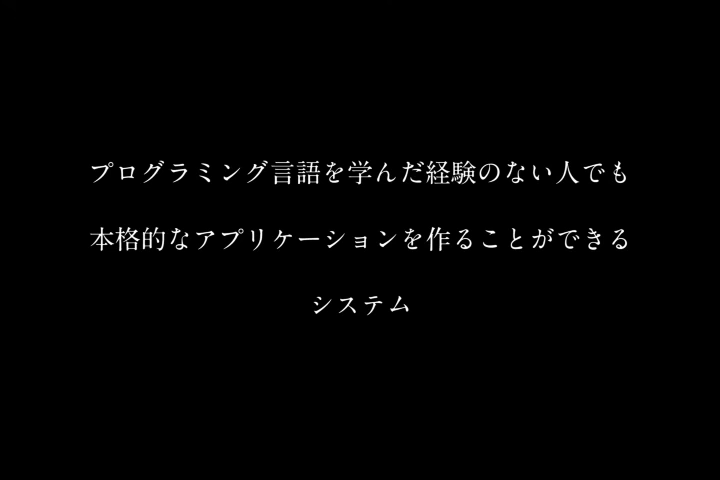 プログラミング言語を学んだ経験のない人でも
本格的なアプリケーションを作ることができる
システム